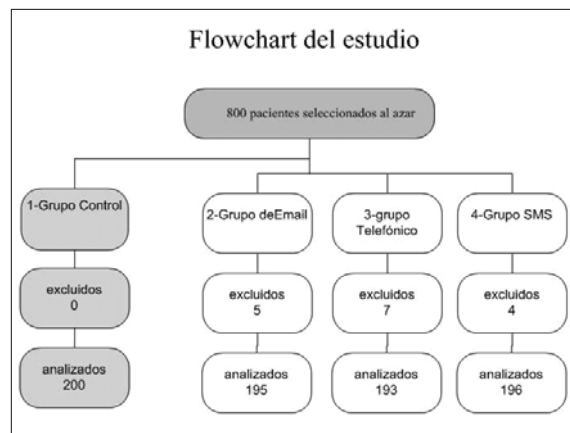 Flowchart del estudio
800 pacientes seleccionados al azar
1-Grupo Control
2-Grupo deEmail
3-grupo
Telefónico
4-Grupo SMS
excluidos
0
excluidos
5
excluidos
7
excluidos
4
analizados
200
analizados
195
analizados
193
analizados
196